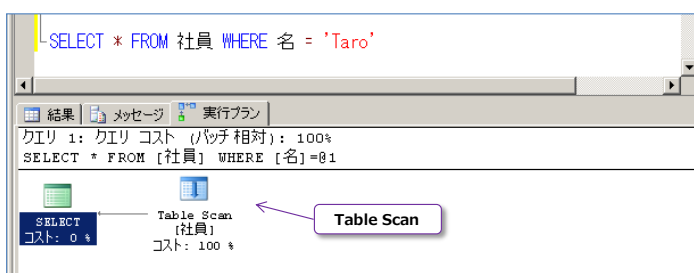 SELECT * FROM 社員 WHERE 名 = 'Taro'
結果 メッセージ 実行プラン
クエリ 1: クエリ コスト (バッチ相対): 100%
SELECT * FROM [社員] WHERE [名]=@1
SELECT
コスト: 0 %
Table Scan
[社員]
コスト: 100 %
Table Scan